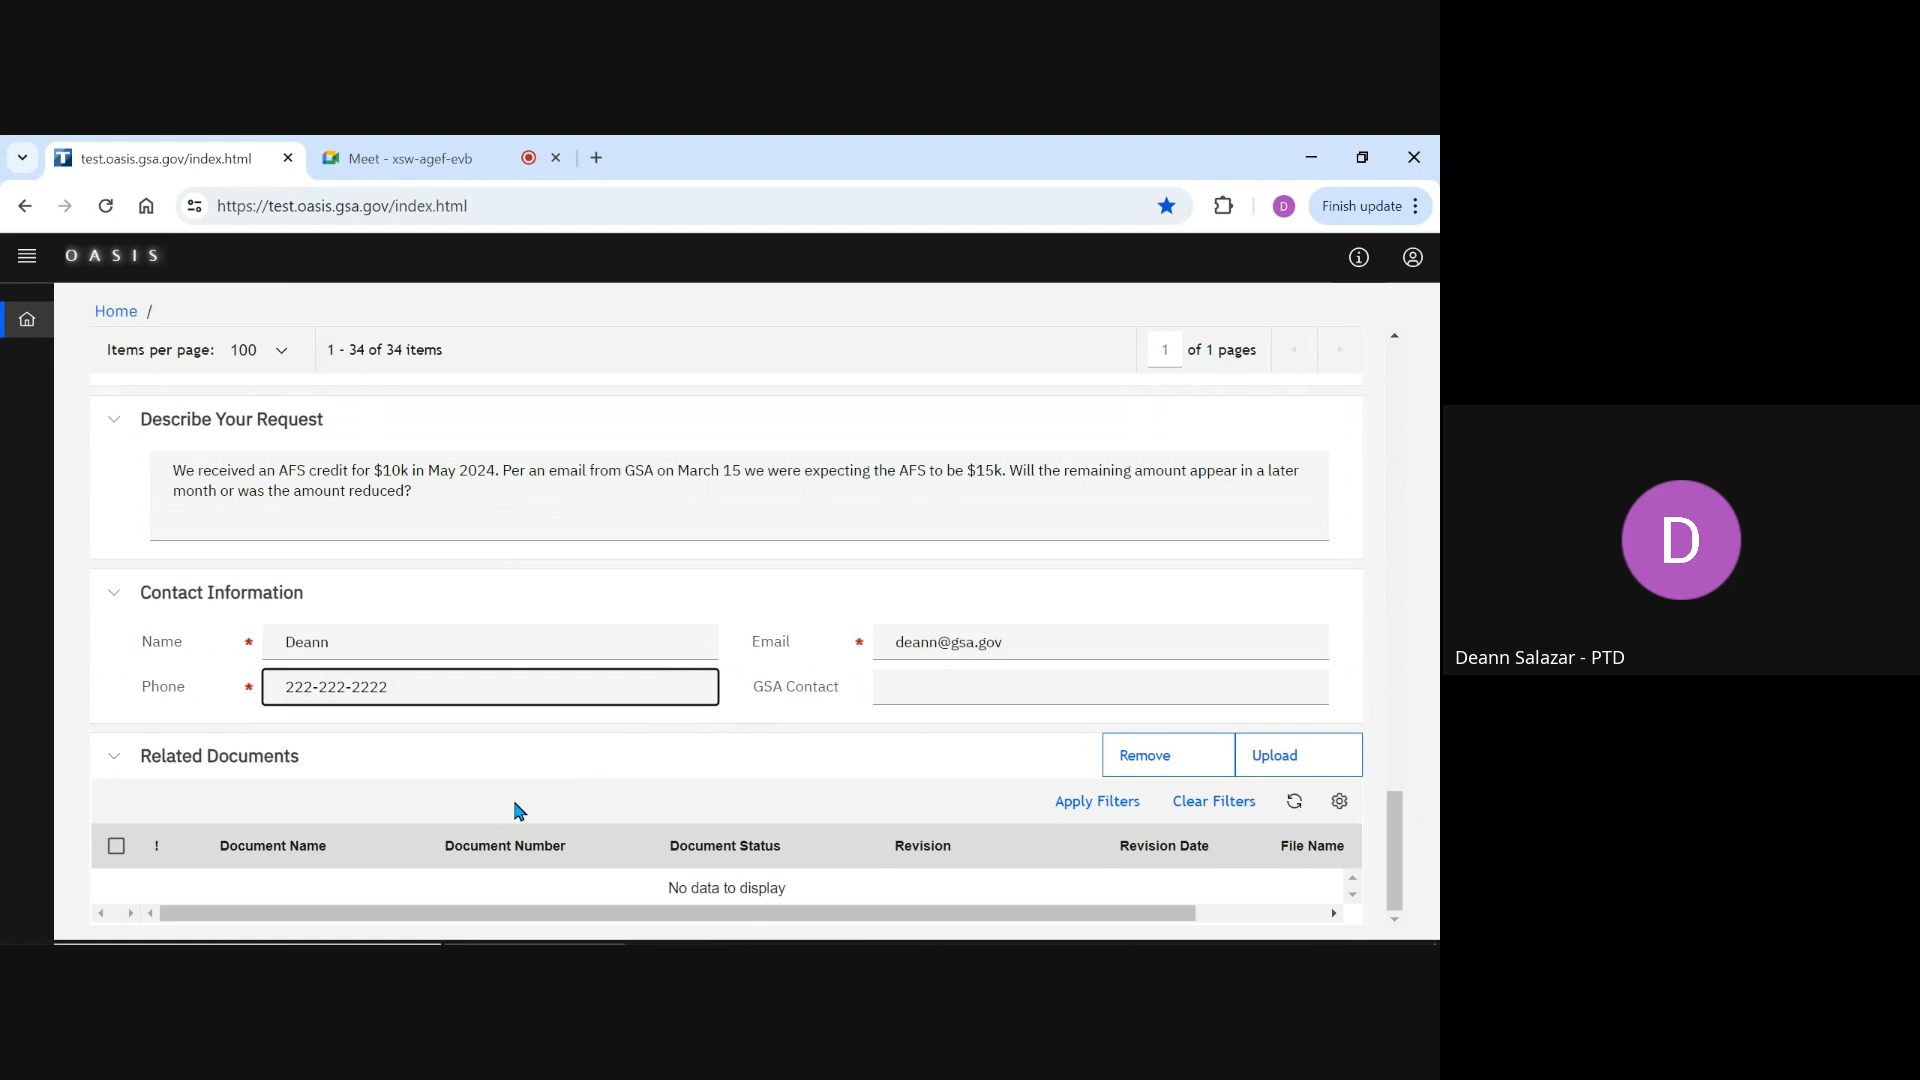 test.oasis.gsa.gov/index.html
Meet - xsw-agef-evb
https://test.oasis.gsa.gov/index.html
D
Finish update
OASIS
Home /
Items per page: 100
1 - 34 of 34 items
1 of 1 pages
Describe Your Request
We received an AFS credit for $10k in May 2024. Per an email from GSA on March 15 we were expecting the AFS to be $15k. Will the remaining amount appear in a later
month or was the amount reduced?
Contact Information
Name * Deann
Email * deann@gsa.gov
Phone * 222-222-2222
GSA Contact
Related Documents
Remove
Upload
Apply Filters
Clear Filters
! Document Name Document Number Document Status Revision Revision Date File Name
No data to display
D
Deann Salazar - PTD